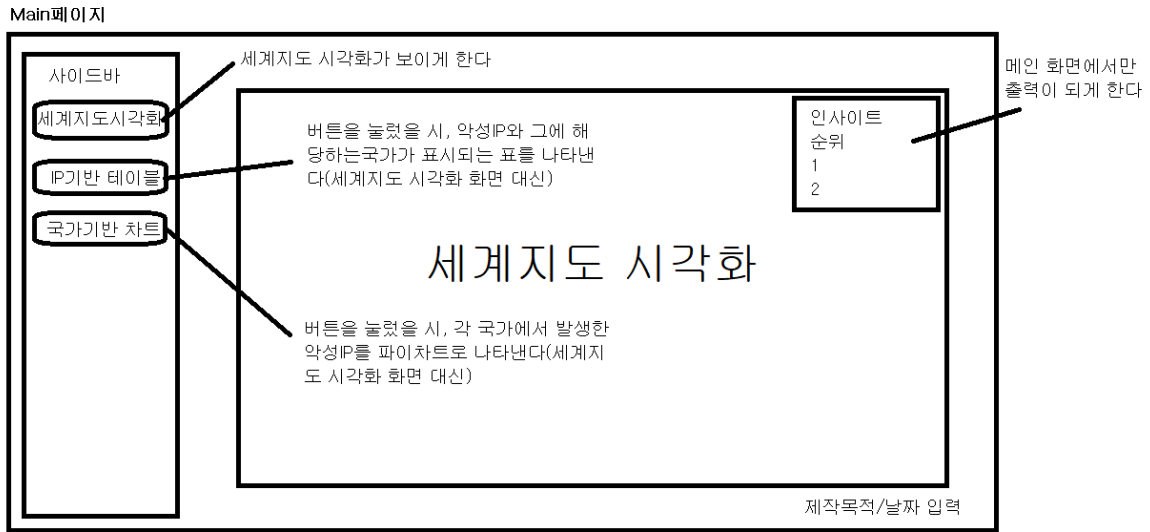 Main페이지
사이드바
세계지도시각화
IP기반 테이블
국가기반 차트
세계지도 시각화가 보이게 한다
버튼을 눌렀을 시, 악성IP와 그에 해
당하는국가가 표시되는 표를 나타낸
다(세계지도 시각화 화면 대신)
인사이트
순위
1
2
메인 화면에서만
출력이 되게 한다
세계지도 시각화
버튼을 눌렀을 시, 각 국가에서 발생한
악성IP를 파이차트로 나타낸다(세계지
도 시각화 화면 대신)
제작목적/날짜 입력